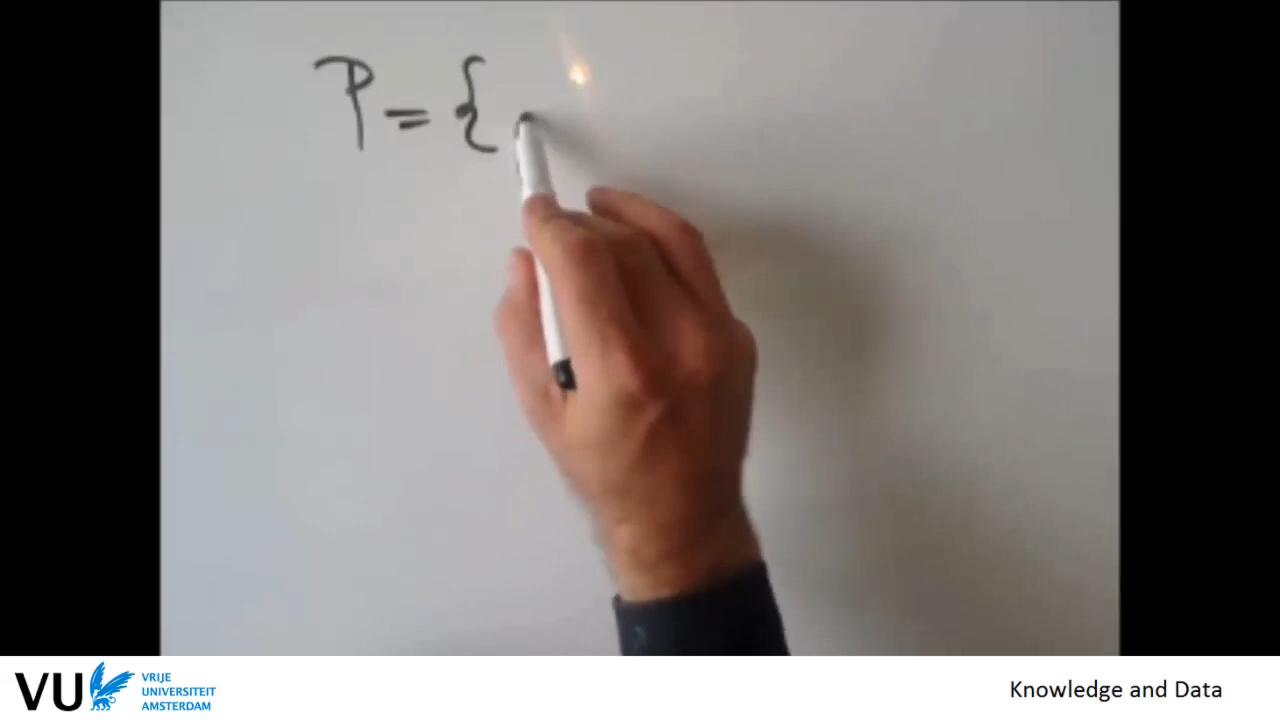 P = {
VU VRIJE
UNIVERSITEIT
AMSTERDAM
Knowledge and Data